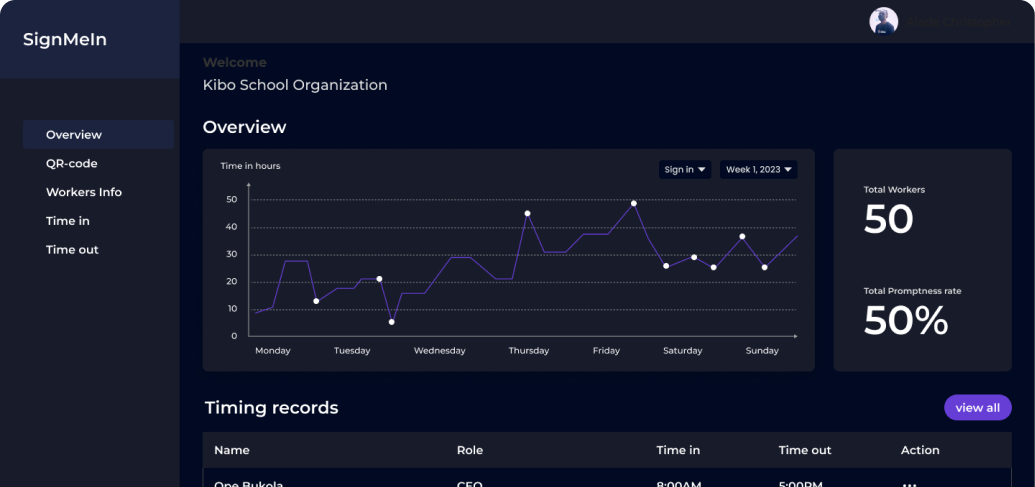 SignMeIn
Welcome
Kibo School Organization
Overview
QR-code
Workers Info
Time in
Time out
Overview
Time in hours
Sign in
Week 1, 2023
50
40
30
20
10
0
Monday Tuesday Wednesday Thursday Friday Saturday Sunday
Total Workers
50
Total Promptness rate
50%
Timing records
view all
Name Role Time in Time out Action
One Bukola CEO 8:00AM 5:00PM ...